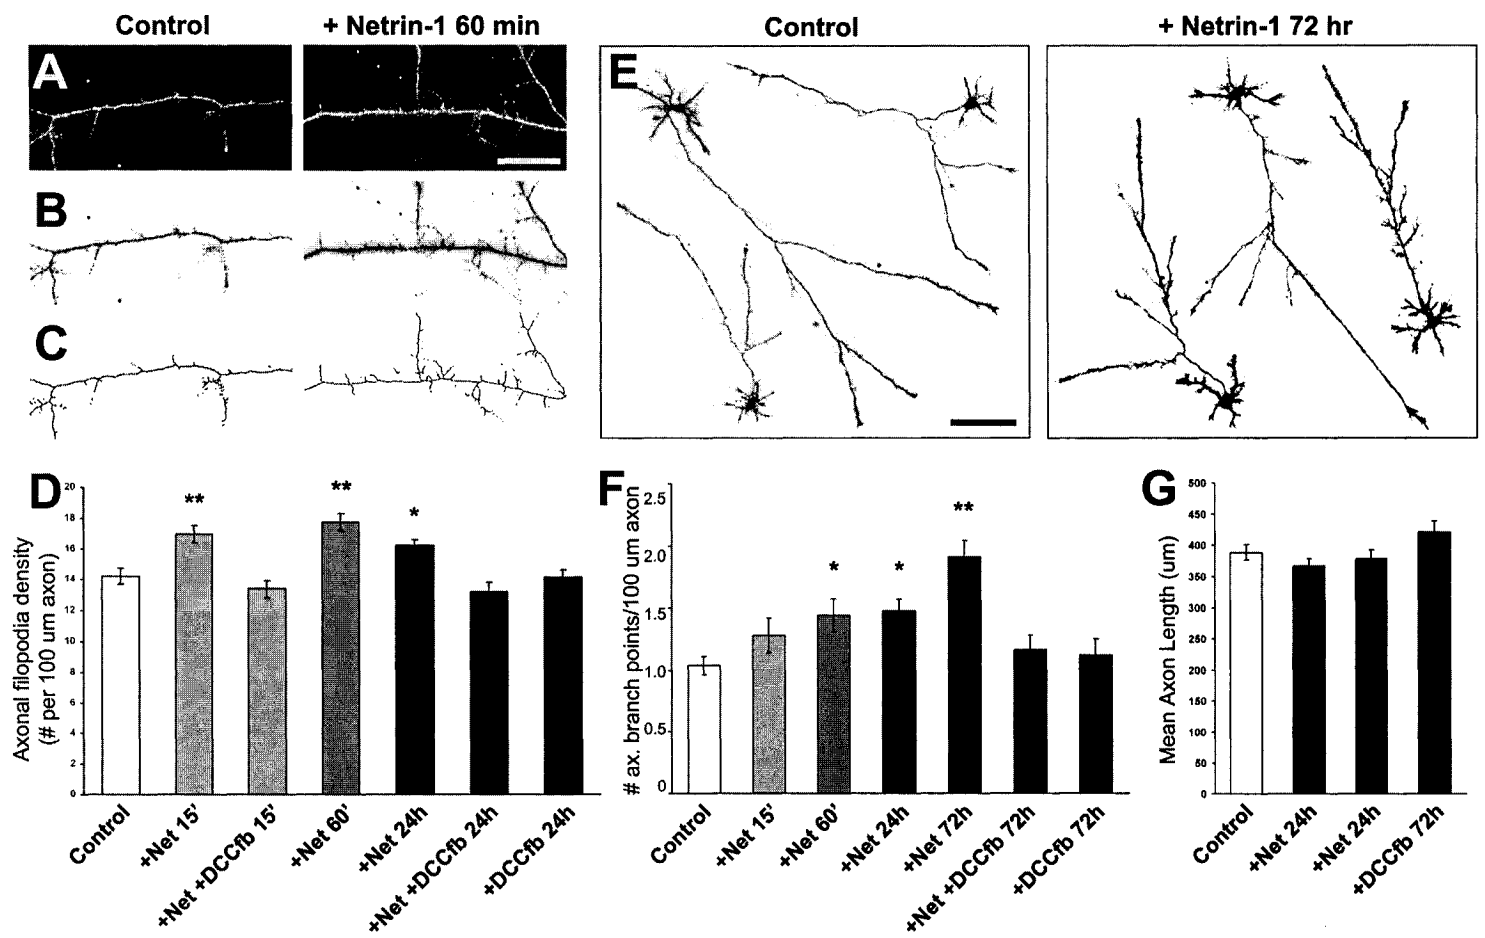 Control
+ Netrin-1 60 min
Control
+ Netrin-1 72 hr
A
B
C
E
D
Axonal filopodia density
(# per 100 um axon)
20
18
16
14
12
10
8
6
4
2
0
**
**
*
Control
+Net 15'
+Net +DCCfb 15'
+Net 60'
+Net 24h
+Net +DCCfb 24h
+DCCfb 24h
F
# ax. branch points/100 um axon
2.5
2.0
1.5
1.0
0.5
0
*
*
**
Control
+Net 15'
+Net 60'
+Net 24h
+Net 72h
+Net +DCCfb 72h
+DCCfb 72h
G
Mean Axon Length (um)
500
450
400
350
300
250
200
150
100
50
0
Control
+Net 24h
+Net 24h
+DCCfb 72h